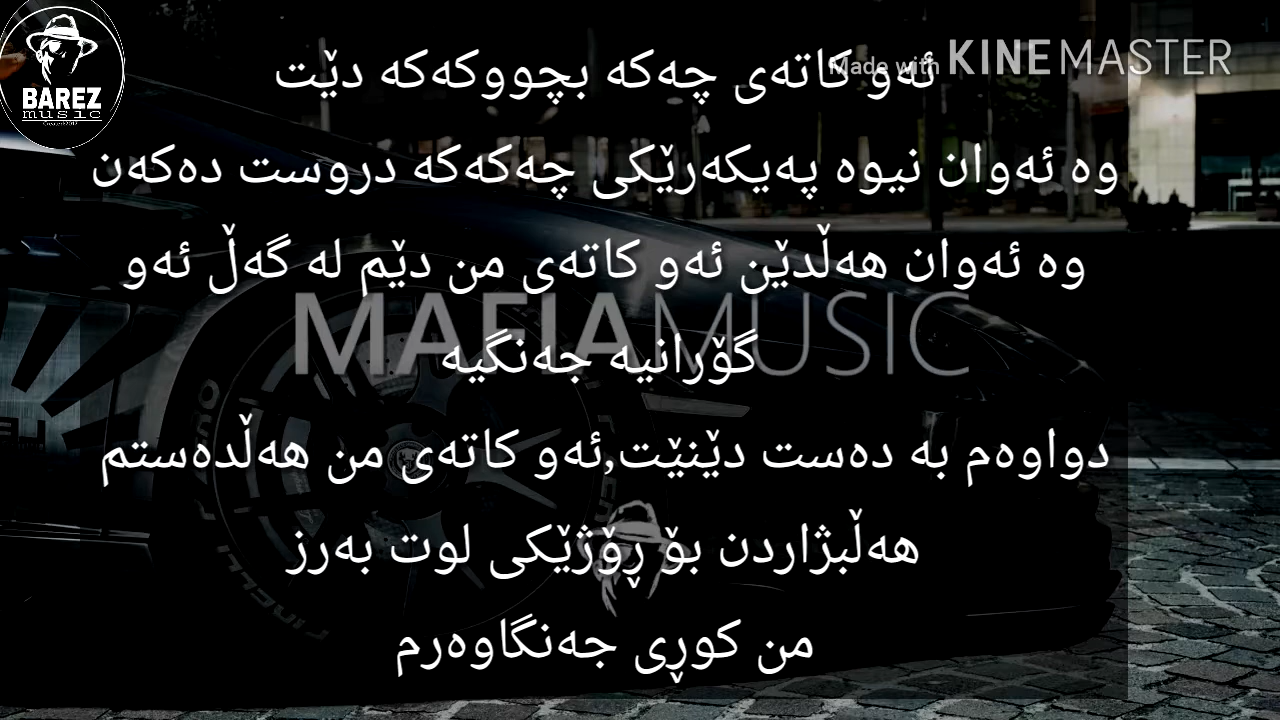 BAREZ
music
Made with KINEMASTER
ئەو کاتەی چەکە بچووکەکە دێت
وە ئەوان نیوە پەیکەرێکی چەکەکە دروست دەکەن
وە ئەوان هەڵدێن ئەو کاتەی من دێم لە گەڵ ئەو
MAFIAMUSIC
گۆرانیە جەنگیە
دواوەم بە دەست دێنێت,ئەو کاتەی من هەڵدەستم
هەڵبژاردن بۆ ڕۆژێکی لوت بەرز
من کوڕی جەنگاوەرم